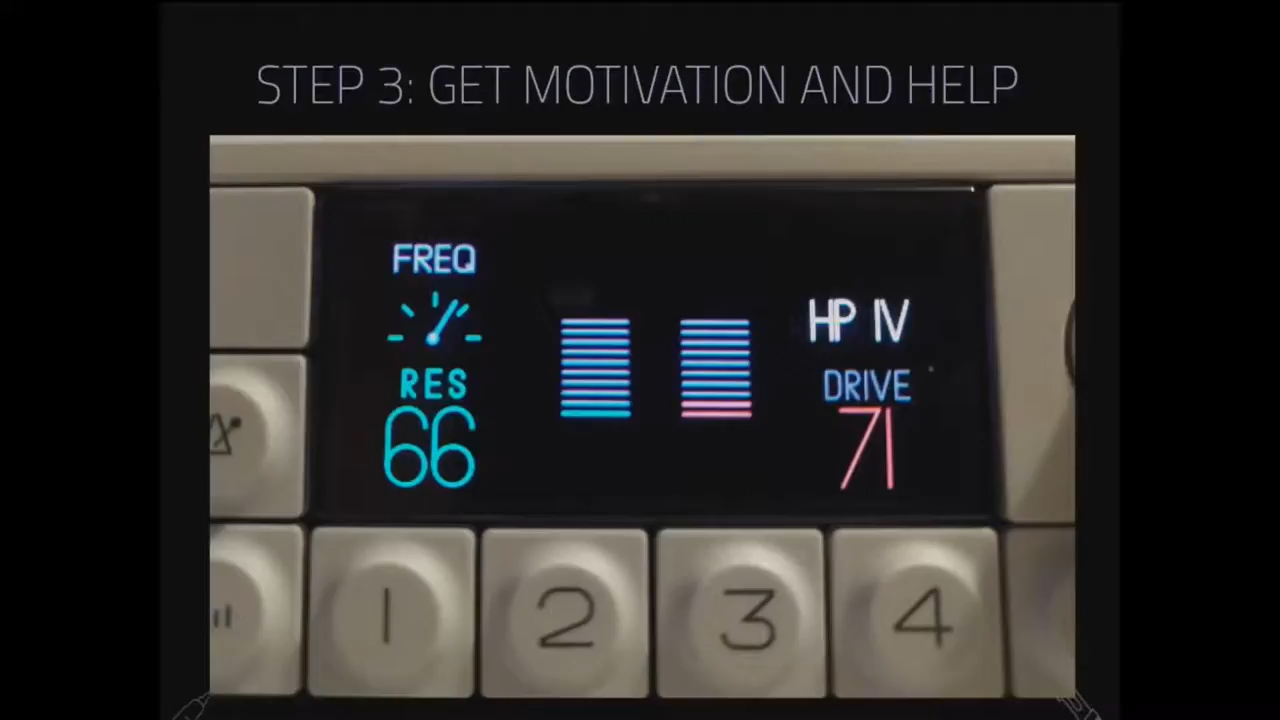 STEP 3: GET MOTIVATION AND HELP
FREQ
RES
66
HP IV
DRIVE
71
1 2 3 4